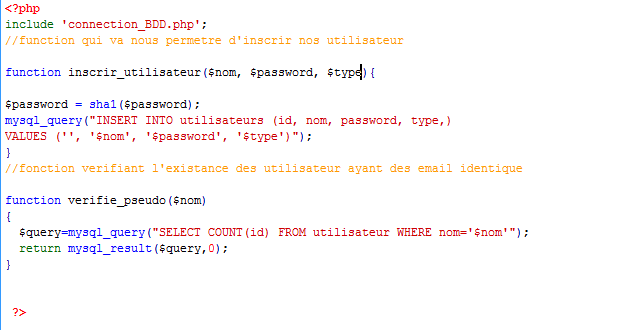 <?php
include 'connection_BDD.php';
//function qui va nous permetre d'inscrir nos utilisateur
function inscrir_utilisateur($nom, $password, $type){
$password = sha1($password);
mysql_query("INSERT INTO utilisateurs (id, nom, password, type,)
VALUES ('', '$nom', '$password', '$type')");
}
//fonction verifiant l'existance des utilisateur ayant des email identique
function verifie_pseudo($nom)
{
$query=mysql_query("SELECT COUNT(id) FROM utilisateur WHERE nom='$nom'");
return mysql_result($query,0);
}
?>